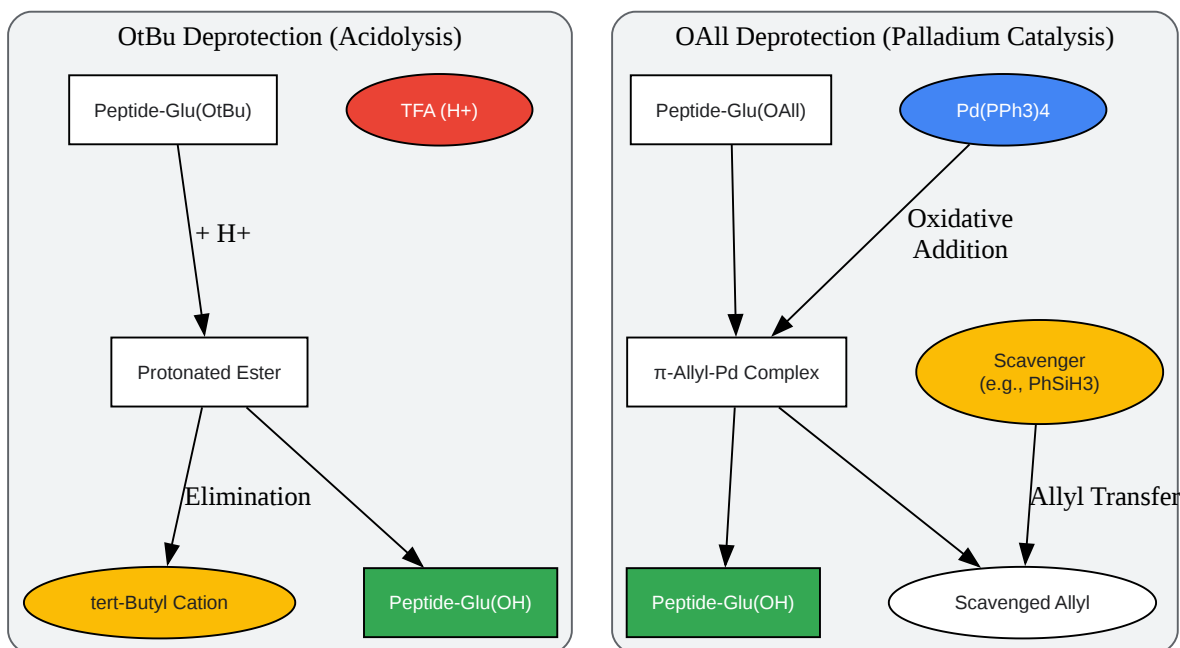 OtBu Deprotection (Acidolysis)
Peptide-Glu(OtBu)
TFA (H+)
+ H+
Protonated Ester
Elimination
tert-Butyl Cation
Peptide-Glu(OH)
OAll Deprotection (Palladium Catalysis)
Peptide-Glu(OAll)
Pd(PPh3)4
Oxidative
Addition
π-Allyl-Pd Complex
Scavenger
(e.g., PhSiH3)
Allyl Transfer
Peptide-Glu(OH)
Scavenged Allyl